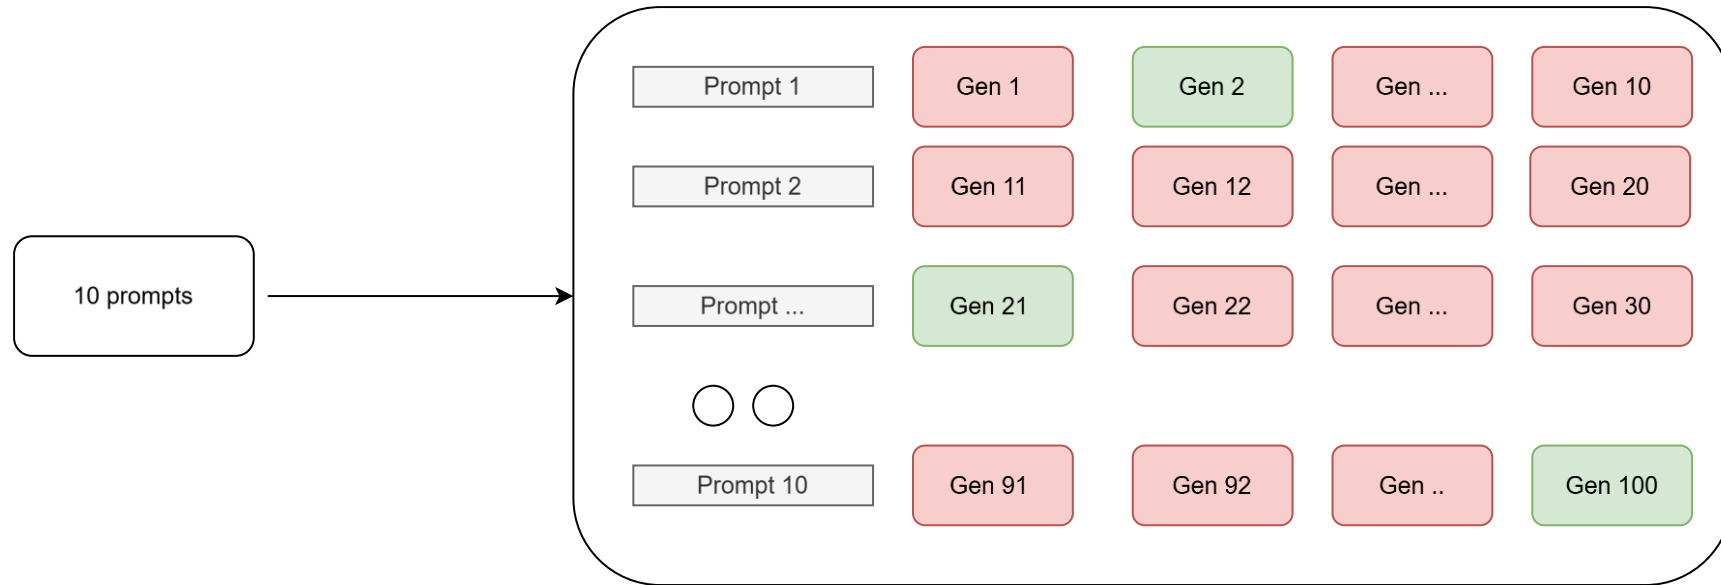 Prompt 1 Gen 1 Gen 2 Gen ... Gen 10
Prompt 2 Gen 11 Gen 12 Gen ... Gen 20
10 prompts
Prompt ... Gen 21 Gen 22 Gen ... Gen 30
Prompt 10 Gen 91 Gen 92 Gen .. Gen 100